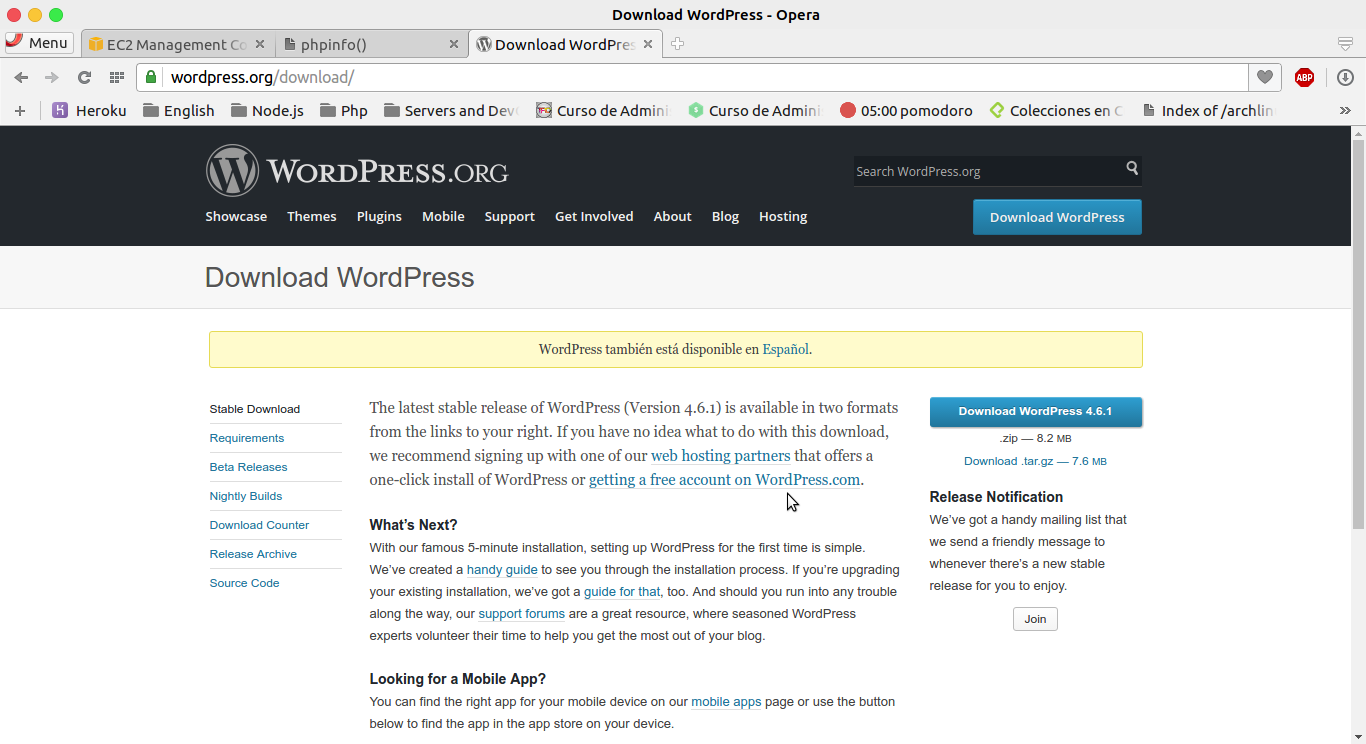 Download WordPress - Opera
Menu
EC2 Management Co
phpinfo()
Download WordPres
wordpress.org/download/
ABP
Heroku
English
Node.js
Php
Servers and Dev
Curso de Admini
Curso de Admini
05:00 pomodoro
Colecciones en C
Index of /archlin
WORDPRESS.ORG
Search WordPress.org
Showcase Themes Plugins Mobile Support Get Involved About Blog Hosting
Download WordPress
Download WordPress
WordPress también está disponible en Español.
Stable Download
Requirements
Beta Releases
Nightly Builds
Download Counter
Release Archive
Source Code
The latest stable release of WordPress (Version 4.6.1) is available in two formats
from the links to your right. If you have no idea what to do with this download,
we recommend signing up with one of our web hosting partners that offers a
one-click install of WordPress or getting a free account on WordPress.com.
What's Next?
With our famous 5-minute installation, setting up WordPress for the first time is simple.
We've created a handy guide to see you through the installation process. If you're upgrading
your existing installation, we've got a guide for that, too. And should you run into any trouble
along the way, our support forums are a great resource, where seasoned WordPress
experts volunteer their time to help you get the most out of your blog.
Looking for a Mobile App?
You can find the right app for your mobile device on our mobile apps page or use the button
below to find the app in the app store on your device.
Download WordPress 4.6.1
.zip — 8.2 MB
Download .tar.gz — 7.6 MB
Release Notification
We've got a handy mailing list that
we send a friendly message to
whenever there's a new stable
release for you to enjoy.
Join